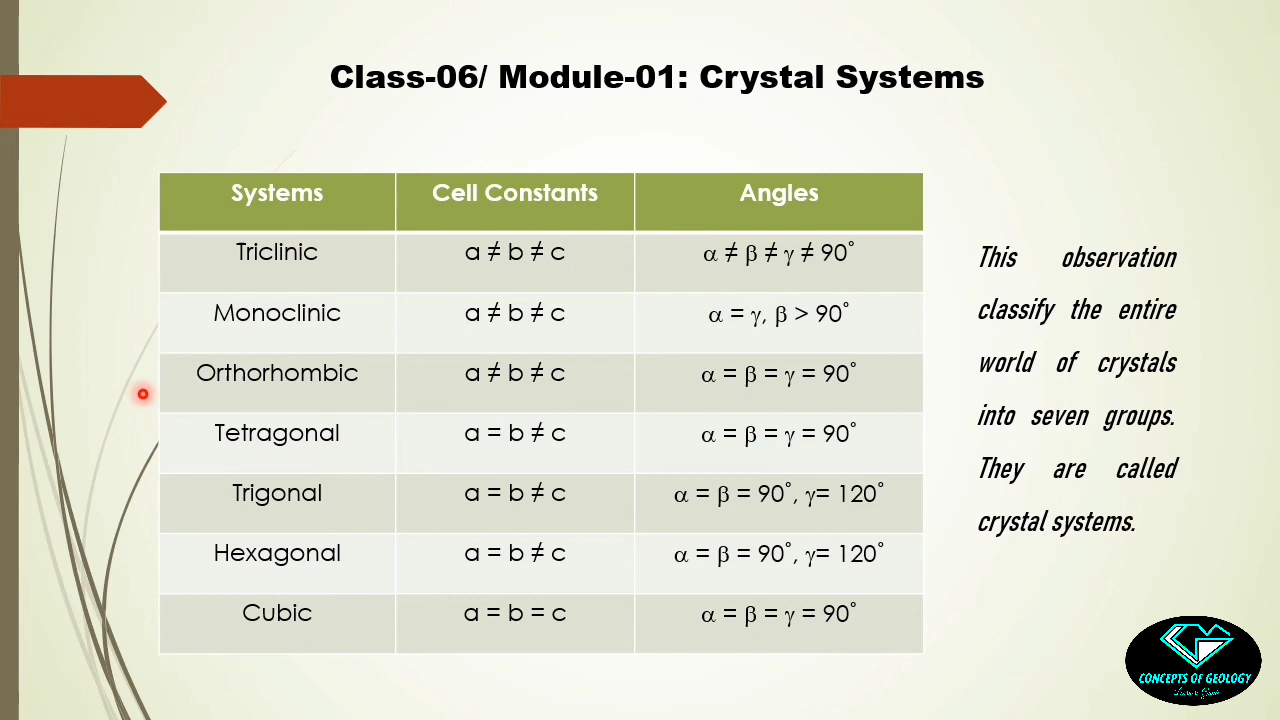 Class-06/ Module-01: Crystal Systems
Systems Cell Constants Angles
Triclinic a ≠ b ≠ c α ≠ β ≠ γ ≠ 90˚
Monoclinic a ≠ b ≠ c α = γ, β > 90˚
Orthorhombic a ≠ b ≠ c α = β = γ = 90˚
Tetragonal a = b ≠ c α = β = γ = 90˚
Trigonal a = b ≠ c α = β = 90˚, γ= 120˚
Hexagonal a = b ≠ c α = β = 90˚, γ= 120˚
Cubic a = b = c α = β = γ = 90˚
This observation
classify the entire
world of crystals
into seven groups.
They are called
crystal systems.
CONCEPTS OF GEOLOGY